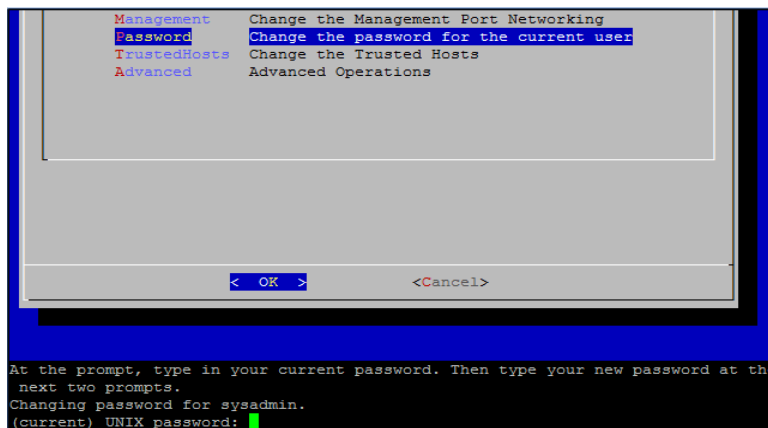 Management Change the Management Port Networking
Password Change the password for the current user
TrustedHosts Change the Trusted Hosts
Advanced Advanced Operations
< OK > <Cancel>
At the prompt, type in your current password. Then type your new password at th
next two prompts.
Changing password for sysadmin.
(current) UNIX password: